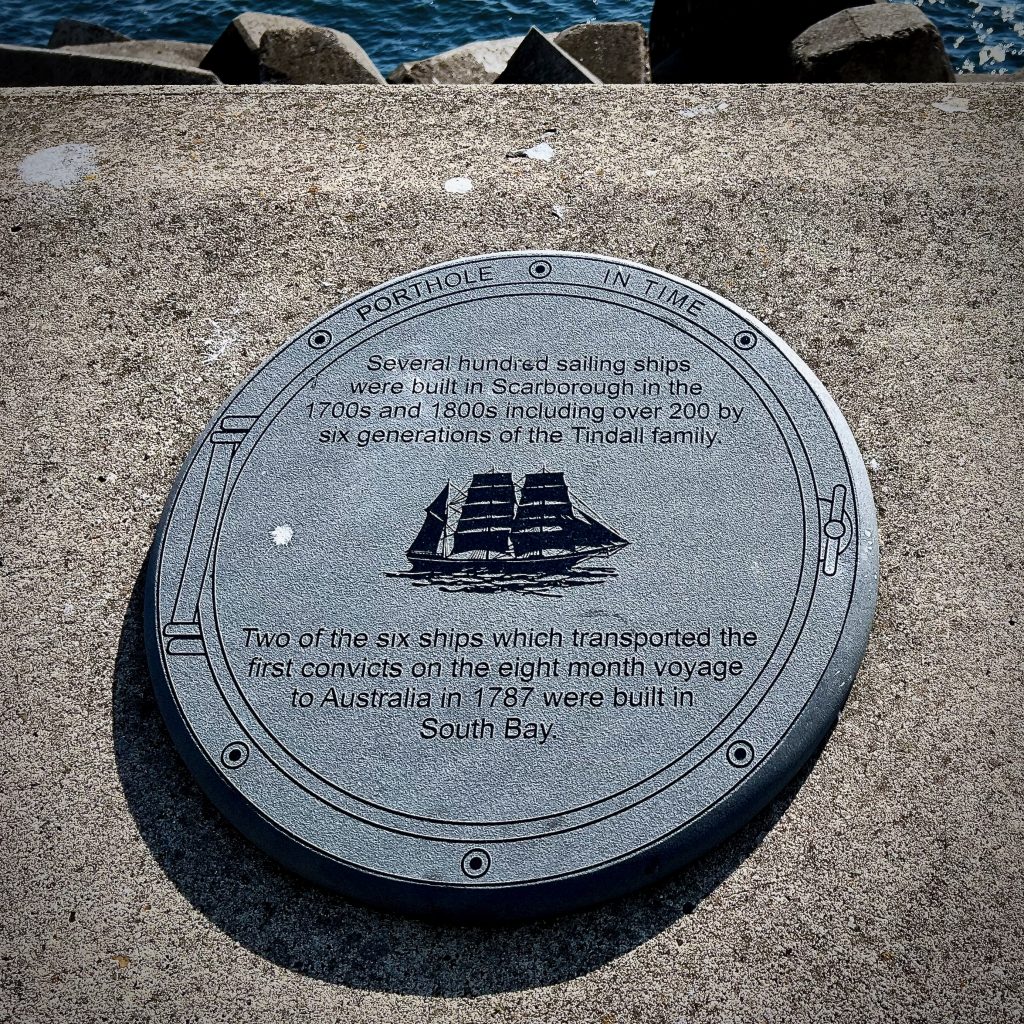 PORTHOLE IN TIME
Several hundred sailing ships
were built in Scarborough in the
1700s and 1800s including over 200 by
six generations of the Tindall family.
Two of the six ships which transported the
first convicts on the eight month voyage
to Australia in 1787 were built in
South Bay.